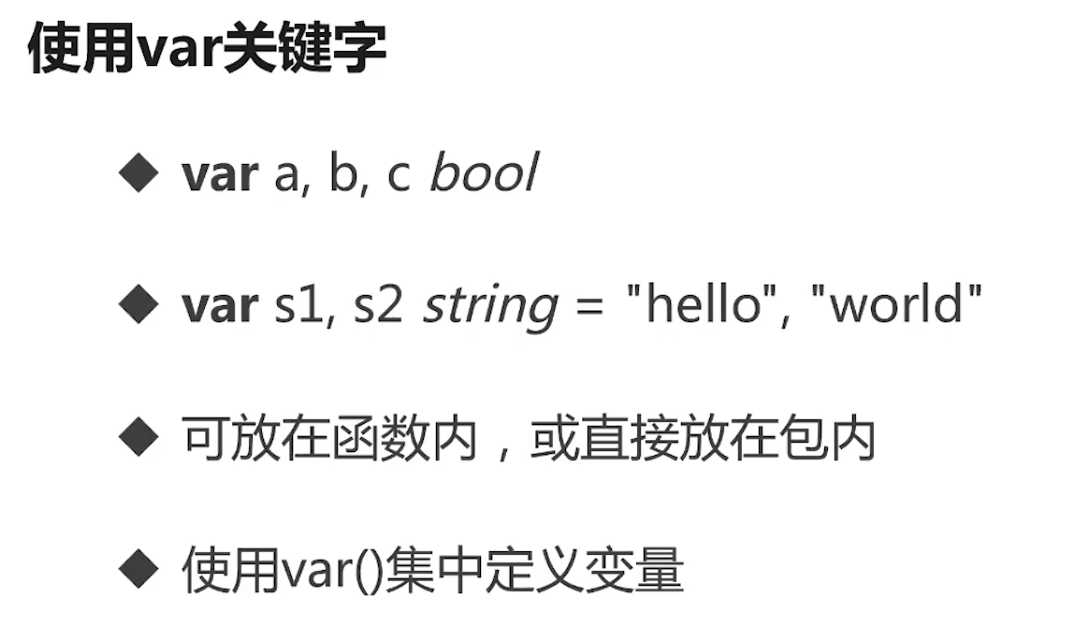 使用var关键字
◆ var a, b, c bool
◆ var s1, s2 string = "hello", "world"
◆ 可放在函数内，或直接放在包内
◆ 使用var()集中定义变量